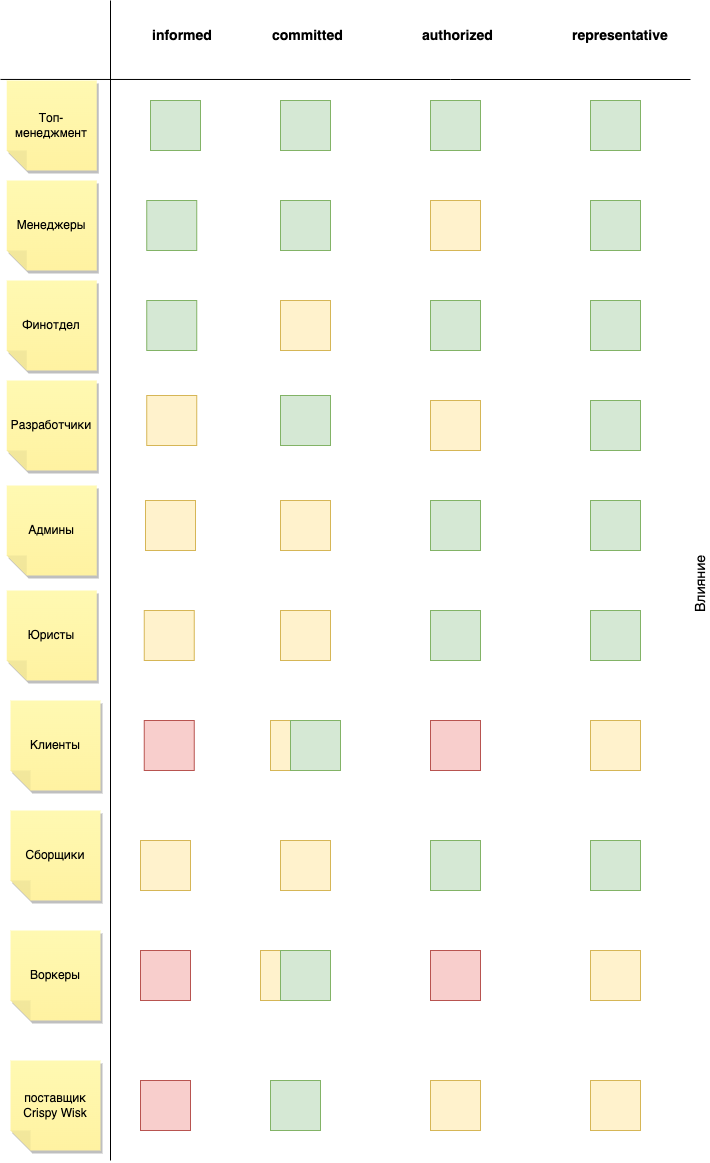 informed committed authorized representative
Топ-
менеджмент
Менеджеры
Финотдел
Разработчики
Админы
Влияние
Юристы
Клиенты
Сборщики
Воркеры
поставщик
Crispy Wisk